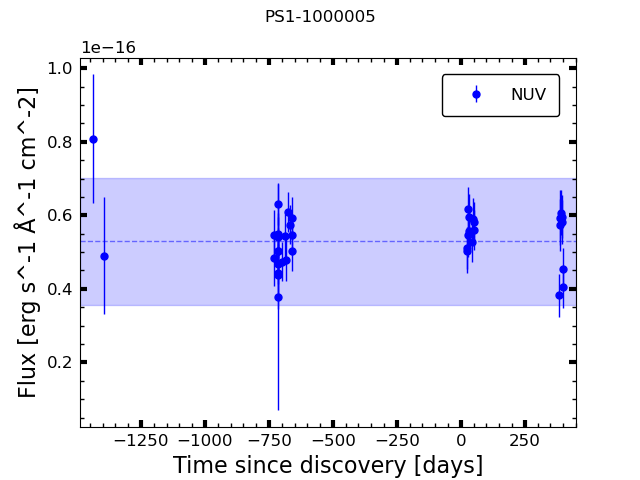 PS1-1000005
1e−16
1.0
0.8
0.6
0.4
0.2
Flux [erg s^-1 Å^-1 cm^-2]
NUV
−1250 −1000 −750 −500 −250 0 250
Time since discovery [days]